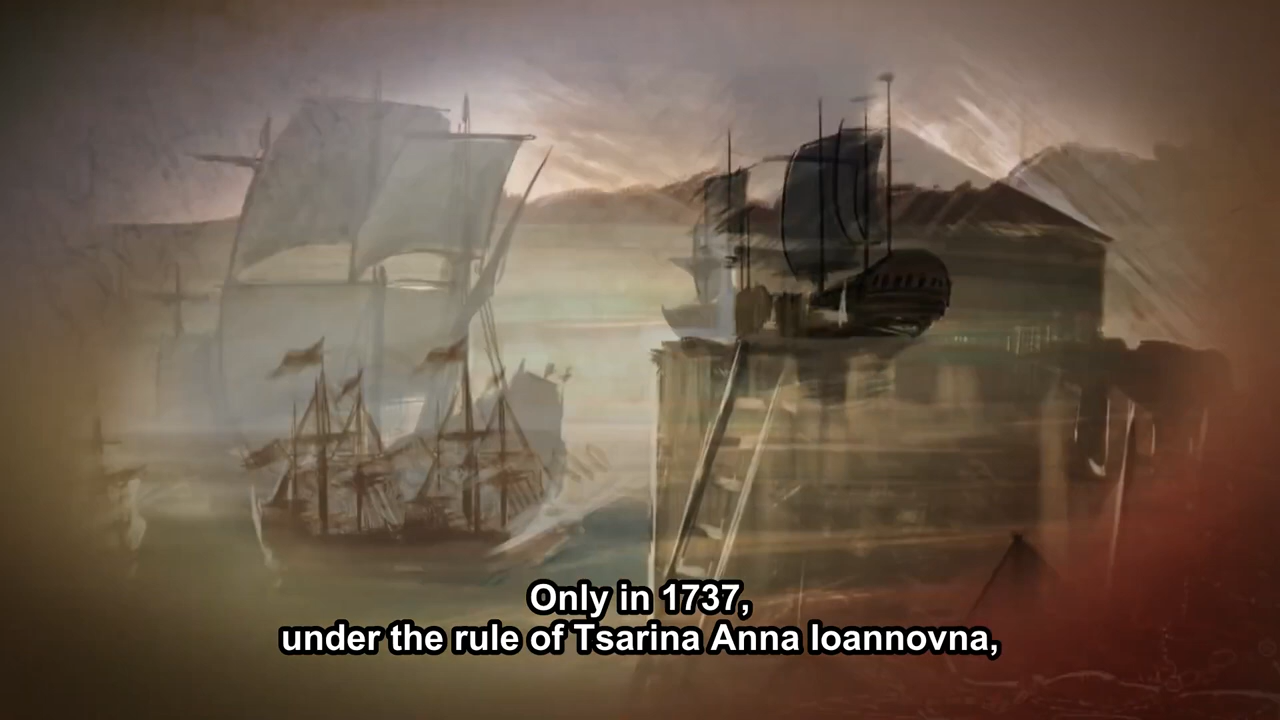 Only in 1737,
under the rule of Tsarina Anna Ioannovna,